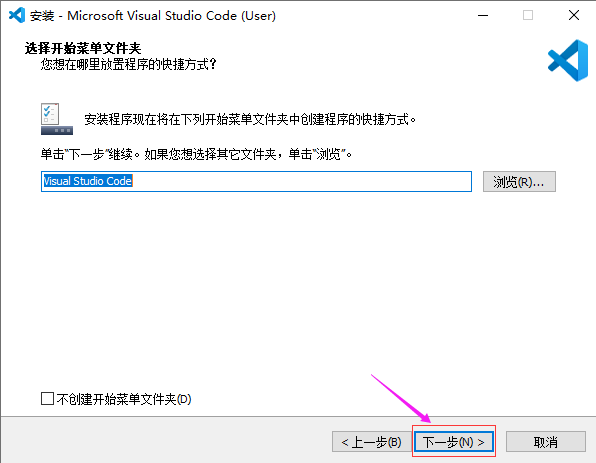 安装 - Microsoft Visual Studio Code (User)
选择开始菜单文件夹
您想在哪里放置程序的快捷方式？
安装程序现在将在下列开始菜单文件夹中创建程序的快捷方式。
单击“下一步”继续。如果您想选择其它文件夹，单击“浏览”。
Visual Studio Code
浏览(R)...
不创建开始菜单文件夹(D)
< 上一步(B)
下一步(N) >
取消